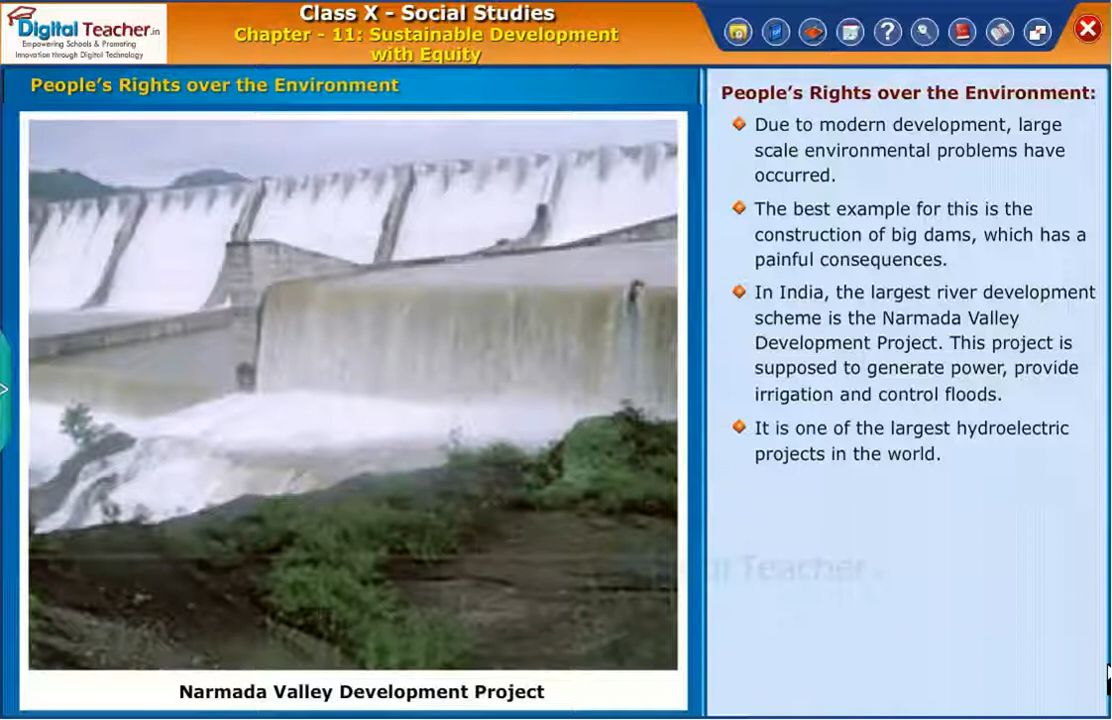 Digital Teacher.in
Empowering Schools & Promoting
Innovation through Digital Technology
Class X - Social Studies
Chapter - 11: Sustainable Development
with Equity
People's Rights over the Environment
People's Rights over the Environment:
Due to modern development, large
scale environmental problems have
occurred.
The best example for this is the
construction of big dams, which has a
painful consequences.
In India, the largest river development
scheme is the Narmada Valley
Development Project. This project is
supposed to generate power, provide
irrigation and control floods.
It is one of the largest hydroelectric
projects in the world.
Teacher
Narmada Valley Development Project